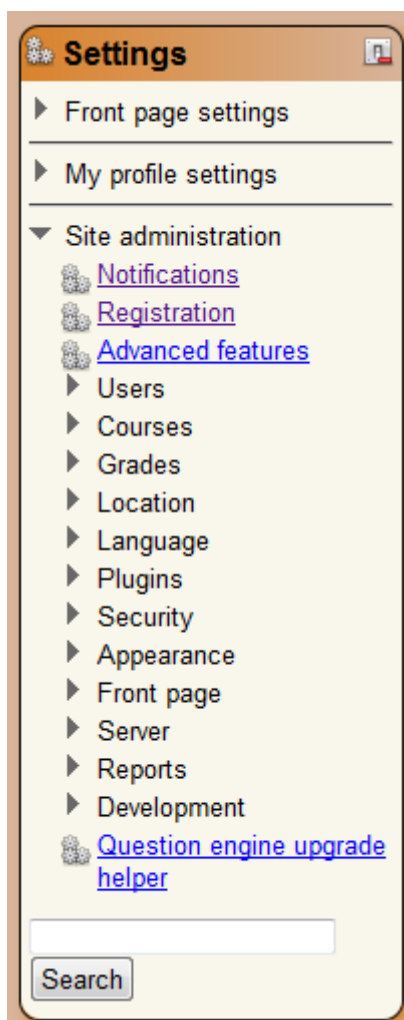 Settings
Front page settings
My profile settings
Site administration
Notifications
Registration
Advanced features
Users
Courses
Grades
Location
Language
Plugins
Security
Appearance
Front page
Server
Reports
Development
Question engine upgrade
helper
Search